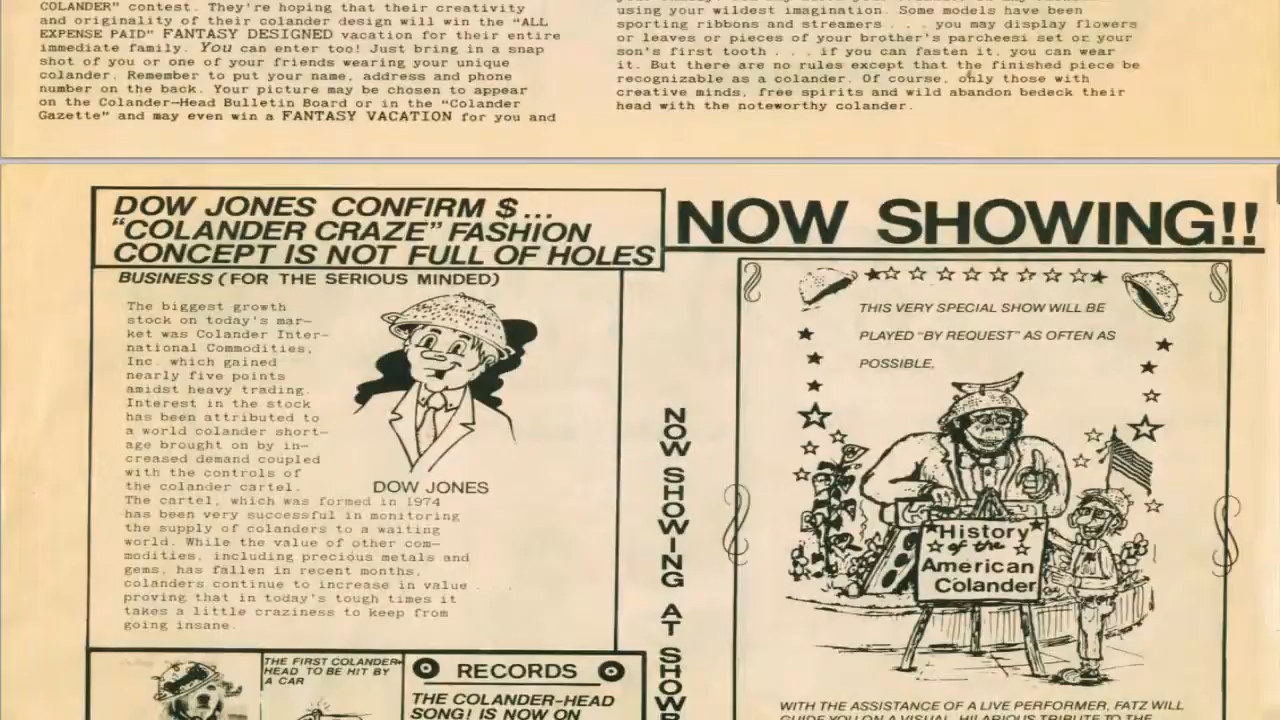 COLANDER" contest. They're hoping that their creativity
and originality of their colander design will win the "ALL
EXPENSE PAID" FANTASY DESIGNED vacation for their entire
immediate family. You can enter too! Just bring in a snap
shot of you or one of your friends wearing your unique
colander. Remember to put your name, address and phone
number on the back. Your picture may be chosen to appear
on the Colander-Head Bulletin Board or in the "Colander
Gazette" and may even win a FANTASY VACATION for you and
using your wildest imagination. Some models have been
sporting ribbons and streamers . . . you may display flowers
or leaves or pieces of your brother's parcheesi set or your
son's first tooth . . . if you can fasten it, you can wear
it. But there are no rules except that the finished piece be
recognizable as a colander. Of course, only those with
creative minds, free spirits and wild abandon bedeck their
head with the noteworthy colander.
DOW JONES CONFIRM $...
"COLANDER CRAZE" FASHION
CONCEPT IS NOT FULL OF HOLES
BUSINESS (FOR THE SERIOUS MINDED)
The biggest growth
stock on today's mar-
ket was Colander Inter-
national Commodities,
Inc. which gained
nearly five points
amidst heavy trading.
Interest in the stock
has been attributed to
a world colander short-
age brought on by in-
creased demand coupled
with the controls of
the colander cartel.
The cartel, which was formed in 1974
has been very successful in monitoring
the supply of colanders to a waiting
world. While the value of other com-
modities, including precious metals and
gems, has fallen in recent months,
colanders continue to increase in value
proving that in today's tough times it
takes a little craziness to keep from
going insane.
DOW JONES
THE FIRST COLANDER-
HEAD TO BE HIT BY
A CAR
RECORDS
THE COLANDER-HEAD
SONG! IS NOW ON
NOW SHOWING AT SHOWB
NOW SHOWING!!
THIS VERY SPECIAL SHOW WILL BE
PLAYED "BY REQUEST" AS OFTEN AS
POSSIBLE.
History
of the
American
Colander
WITH THE ASSISTANCE OF A LIVE PERFORMER, FATZ WILL
GUIDE YOU ON A VISUAL, HILARIOUS TRIBUTE TO THE